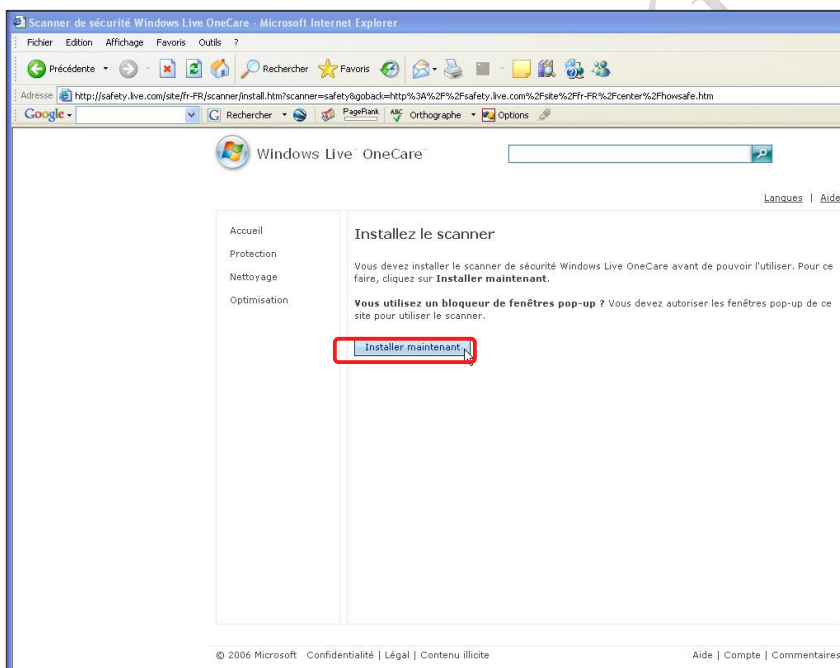 Scanner de sécurité Windows Live OneCare - Microsoft Internet Explorer
Fichier Edition Affichage Favoris Outils ?
Précédente Rechercher Favoris
Adresse http://safety.live.com/site/fr-FR/scanner/install.htm?scanner=safety&goback=http%3A%2F%2Fsafety.live.com%2Fsite%2Ffr-FR%2Fcenter%2Fhowsafe.htm
Google G Rechercher PageRank ABC Orthographe Options
Windows Live™ OneCare™
Langues | Aide
Accueil
Protection
Nettoyage
Optimisation
Installez le scanner
Vous devez installer le scanner de sécurité Windows Live OneCare avant de pouvoir l'utiliser. Pour ce
faire, cliquez sur Installer maintenant.
Vous utilisez un bloqueur de fenêtres pop-up ? Vous devez autoriser les fenêtres pop-up de ce
site pour utiliser le scanner.
Installer maintenant
© 2006 Microsoft Confidentialité | Légal | Contenu illicite
Aide | Compte | Commentaires